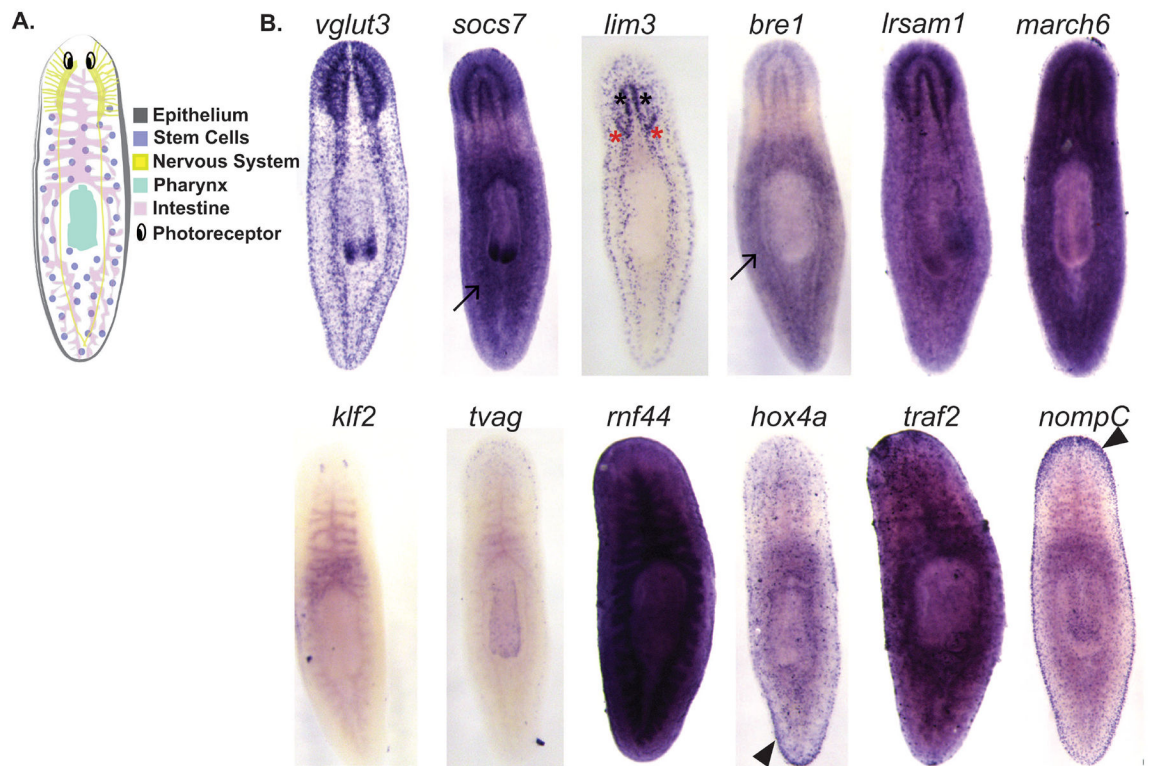 A.
B.
vglut3 socs7 lim3 bre1 lrsam1 march6
* *
* *
Epithelium
Stem Cells
Nervous System
Pharynx
Intestine
Photoreceptor
klf2 tvag rnf44 hox4a traf2 nompC